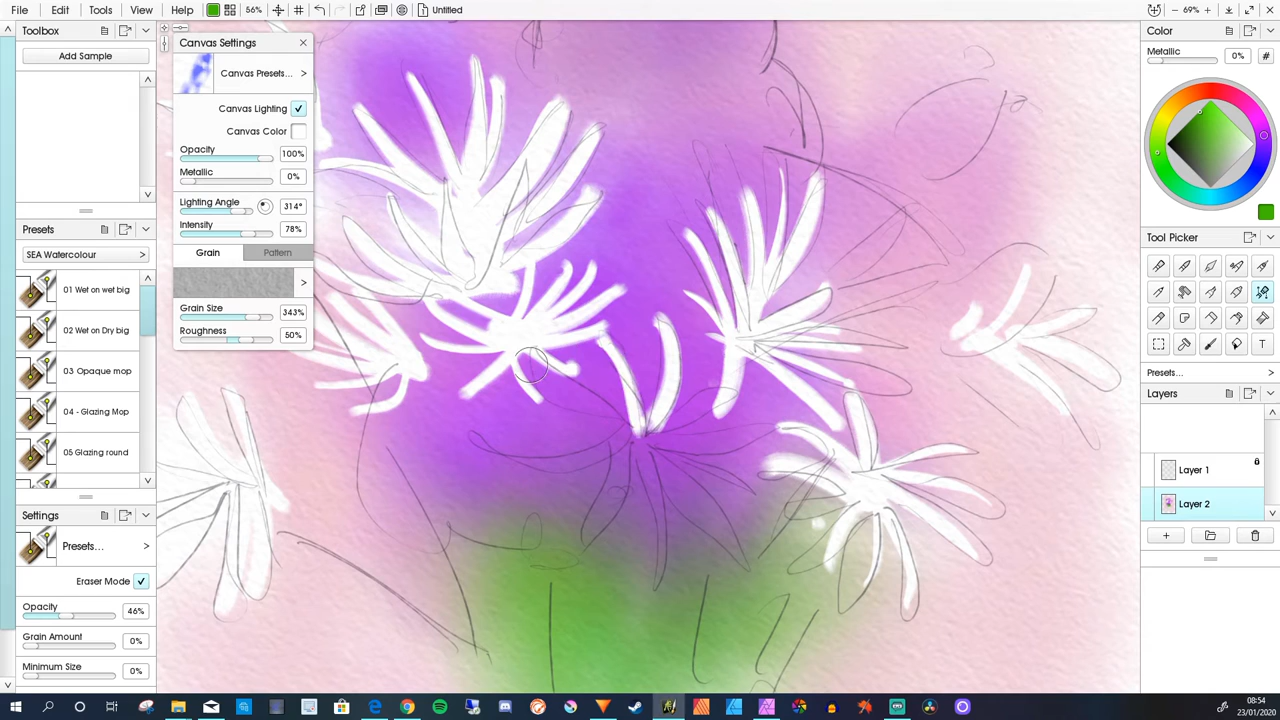 File Edit Tools View Help 56% Untitled 69%
Toolbox
Add Sample
Presets
SEA Watercolour
01 Wet on wet big
02 Wet on Dry big
03 Opaque mop
04 - Glazing Mop
05 Glazing round
Settings
Presets...
Eraser Mode
Opacity 46%
Grain Amount 0%
Minimum Size 0%
Canvas Settings
Canvas Presets...
Canvas Lighting
Canvas Color
Opacity 100%
Metallic 0%
Lighting Angle 314°
Intensity 78%
Grain Pattern
Grain Size 343%
Roughness 50%
Color
Metallic 0% #
Tool Picker
T
Presets...
Layers
Layer 1
Layer 2
08:54
23/01/2020